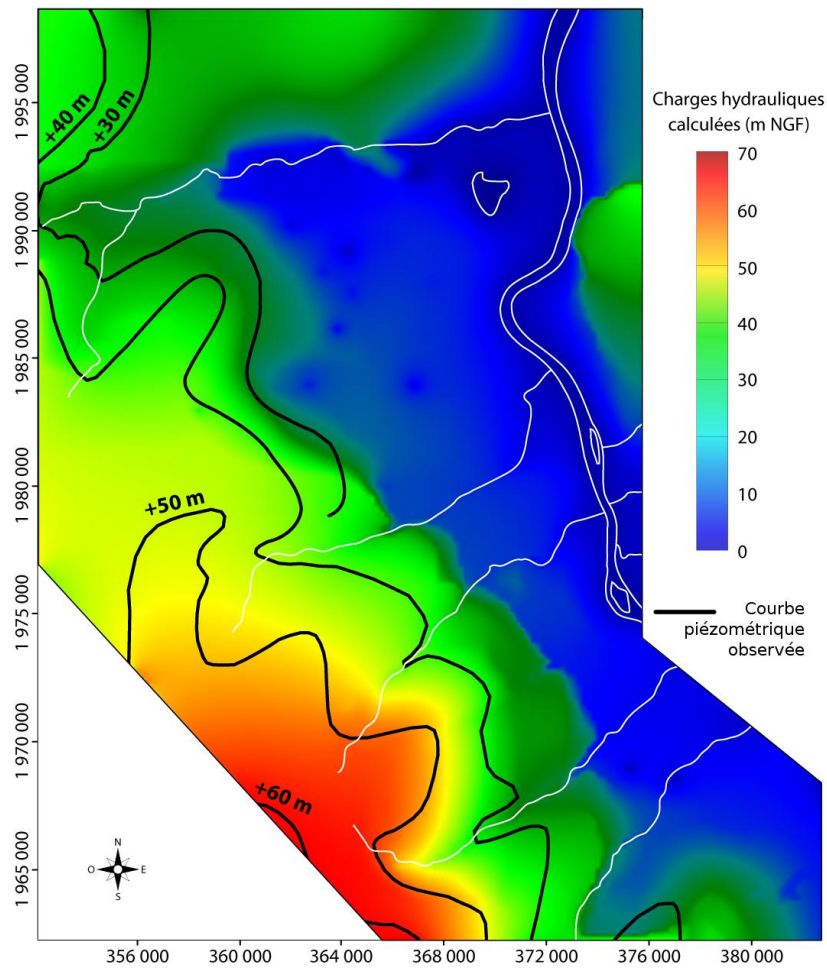 Charges hydrauliques
calculées (m NGF)
70
60
50
40
30
20
10
0
Courbe
piézométrique
observée
+40 m
+30 m
+50 m
+60 m
N
O E
S
1 995 000
1 990 000
1 985 000
1 980 000
1 975 000
1 970 000
1 965 000
356 000 360 000 364 000 368 000 372 000 376 000 380 000